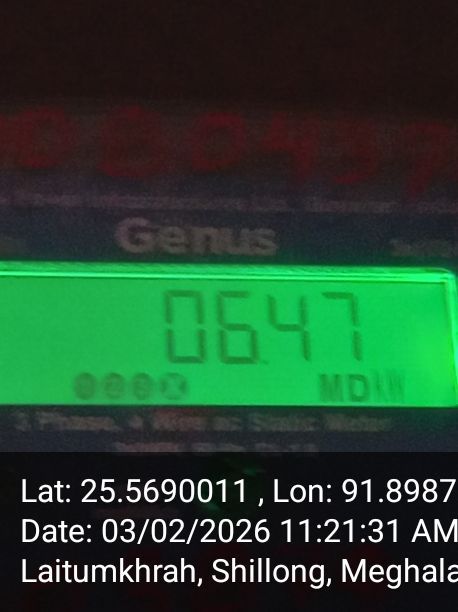 DB0437
Genus
06.47
MD kW
3 Phase, 4 Wire ac Static Meter
Lat: 25.5690011 , Lon: 91.8987
Date: 03/02/2026 11:21:31 AM
Laitumkhrah, Shillong, Meghala